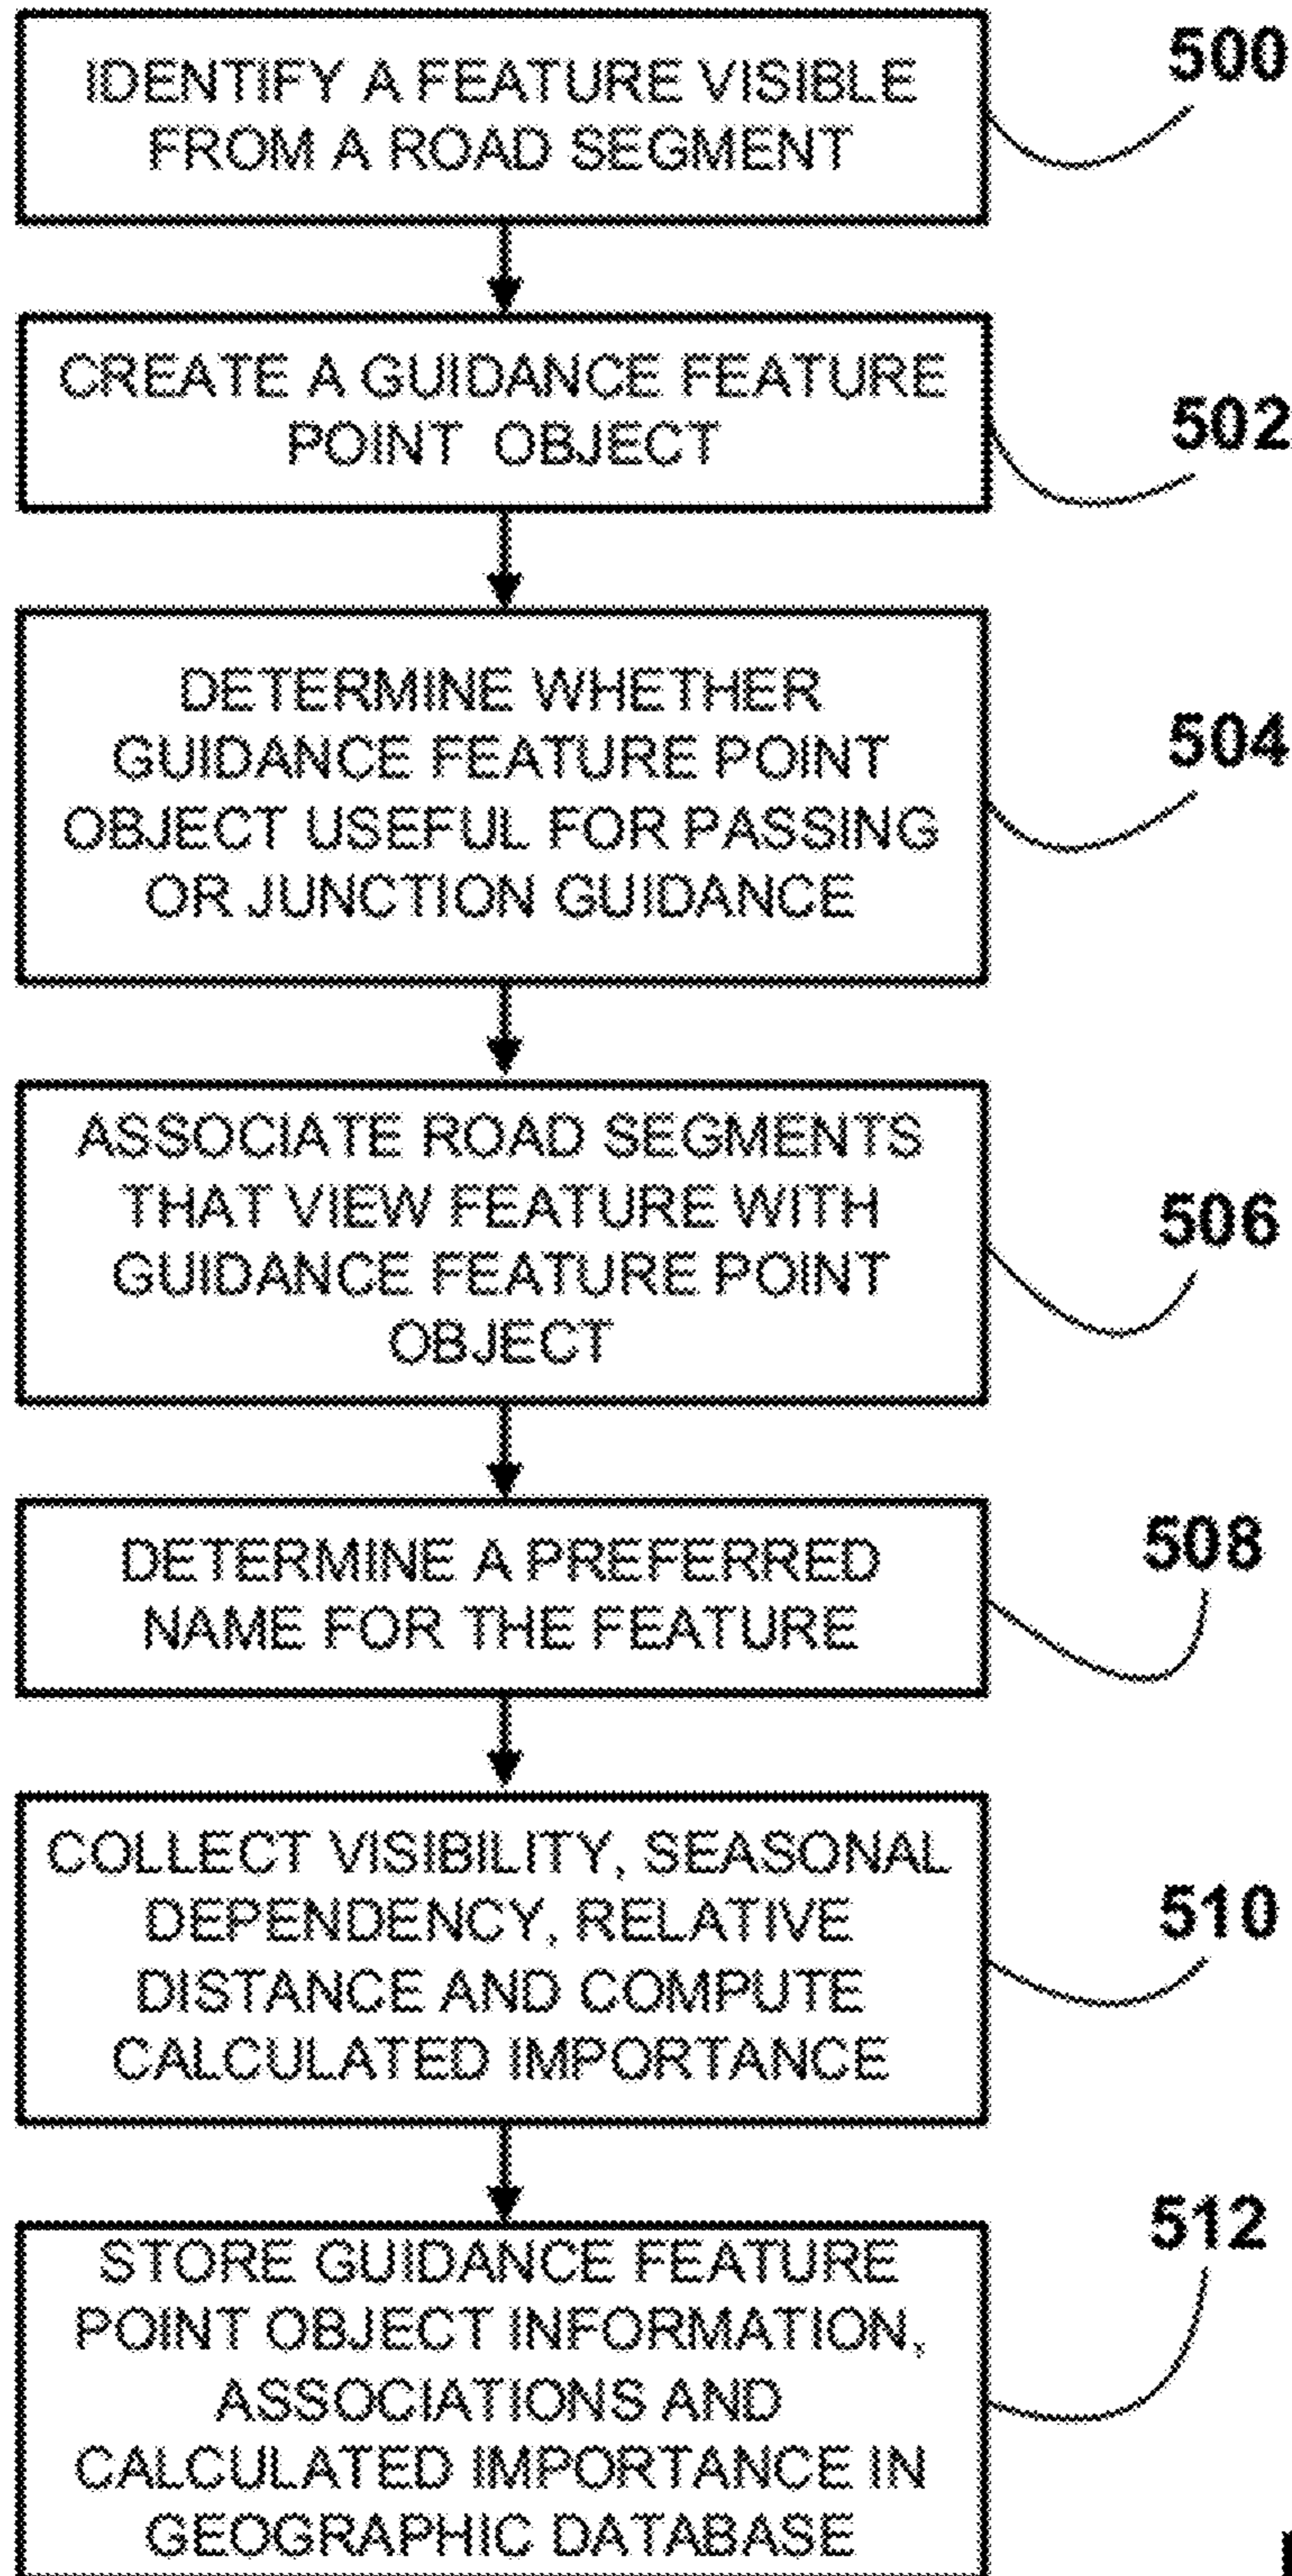 IDENTIFY A FEATURE VISIBLE
FROM A ROAD SEGMENT
500
CREATE A GUIDANCE FEATURE
POINT OBJECT
502
DETERMINE WHETHER
GUIDANCE FEATURE POINT
OBJECT USEFUL FOR PASSING
OR JUNCTION GUIDANCE
504
ASSOCIATE ROAD SEGMENTS
THAT VIEW FEATURE WITH
GUIDANCE FEATURE POINT
OBJECT
506
DETERMINE A PREFERRED
NAME FOR THE FEATURE
508
COLLECT VISIBILITY, SEASONAL
DEPENDENCY, RELATIVE
DISTANCE AND COMPUTE
CALCULATED IMPORTANCE
510
STORE GUIDANCE FEATURE
POINT OBJECT INFORMATION,
ASSOCIATIONS AND
CALCULATED IMPORTANCE IN
GEOGRAPHIC DATABASE
512